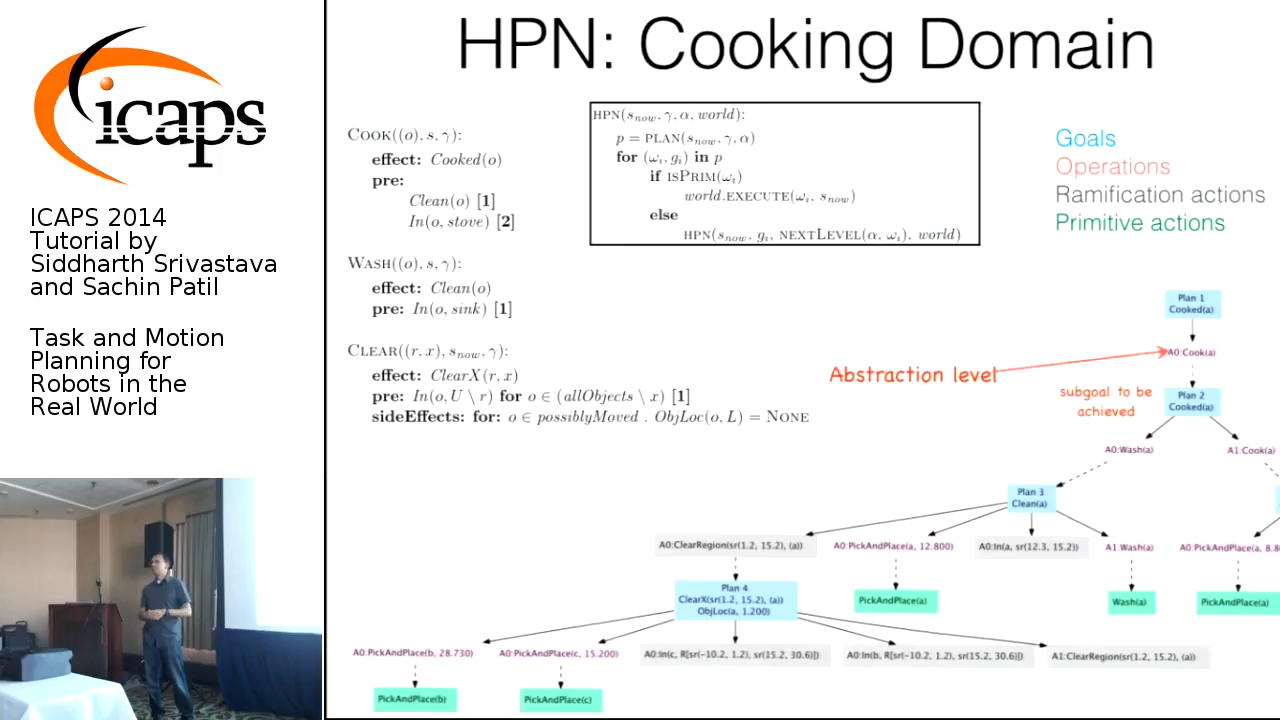 icaps
ICAPS 2014
Tutorial by
Siddharth Srivastava
and Sachin Patil
Task and Motion
Planning for
Robots in the
Real World
HPN: Cooking Domain
COOK((o), s, γ):
effect: Cooked(o)
pre:
Clean(o) [1]
In(o, stove) [2]
WASH((o), s, γ):
effect: Clean(o)
pre: In(o, sink) [1]
CLEAR((r, x), s_now, γ):
effect: ClearX(r, x)
pre: In(o, U \ r) for o ∈ (allObjects \ x) [1]
sideEffects: for: o ∈ possiblyMoved . ObjLoc(o, L) = NONE
HPN(s_now, γ, α, world):
p = PLAN(s_now, γ, α)
for (ω_i, g_i) in p
if ISPRIM(ω_i)
world.EXECUTE(ω_i, s_now)
else
HPN(s_now, g_i, NEXTLEVEL(α, ω_i), world)
Goals
Operations
Ramification actions
Primitive actions
Plan 1
Cooked(a)
Abstraction level
A0:Cook(a)
subgoal to be
achieved
Plan 2
Cooked(a)
A0:Wash(a)
A1:Cook(a)
Plan 3
Clean(a)
A0:ClearRegion(sr(1.2, 15.2), (a))
A0:PickAndPlace(a, 12.800)
A0:In(a, sr(12.3, 15.2))
A1:Wash(a)
A0:PickAndPlace(a, 8.8
Plan 4
ClearX(sr(1.2, 15.2), (a))
ObjLoc(a, 1.200)
PickAndPlace(a)
Wash(a)
PickAndPlace(a)
A0:PickAndPlace(b, 28.730)
A0:PickAndPlace(c, 15.200)
A0:In(c, R[sr(-10.2, 1.2), sr(15.2, 30.6)])
A0:In(b, R[sr(-10.2, 1.2), sr(15.2, 30.6)])
A1:ClearRegion(sr(1.2, 15.2), (a))
PickAndPlace(b)
PickAndPlace(c)